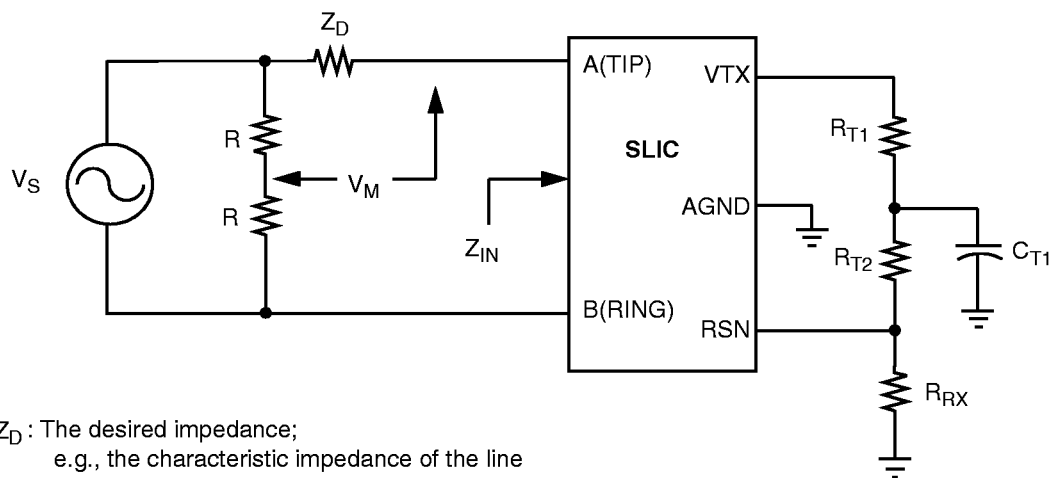 Z_D
A(TIP)
VTX
R
R_T1
SLIC
V_S
V_M
AGND
R
Z_IN
R_T2
C_T1
B(RING)
RSN
R_RX
Z_D : The desired impedance;
e.g., the characteristic impedance of the line